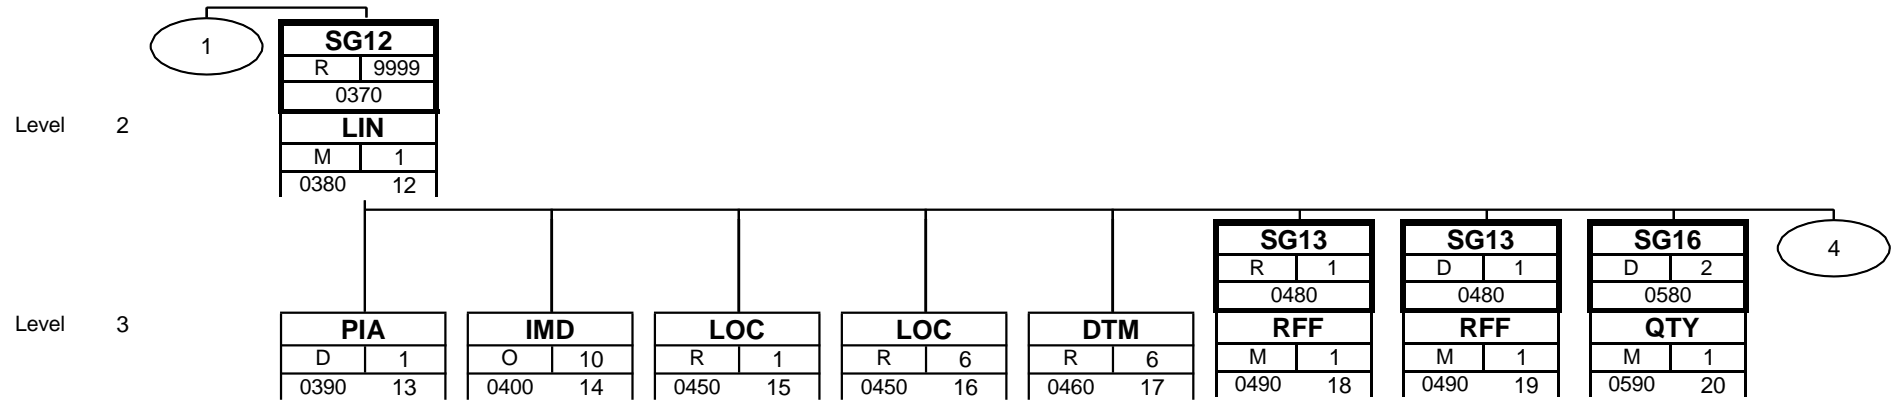 1
SG12
R 9999
0370
Level 2
LIN
M 1
0380 12
SG13 SG13 SG16
R 1 D 1 D 2
0480 0480 0580
4
Level 3
PIA IMD LOC LOC DTM RFF RFF QTY
D 1 O 10 R 1 R 6 R 6 M 1 M 1 M 1
0390 13 0400 14 0450 15 0450 16 0460 17 0490 18 0490 19 0590 20